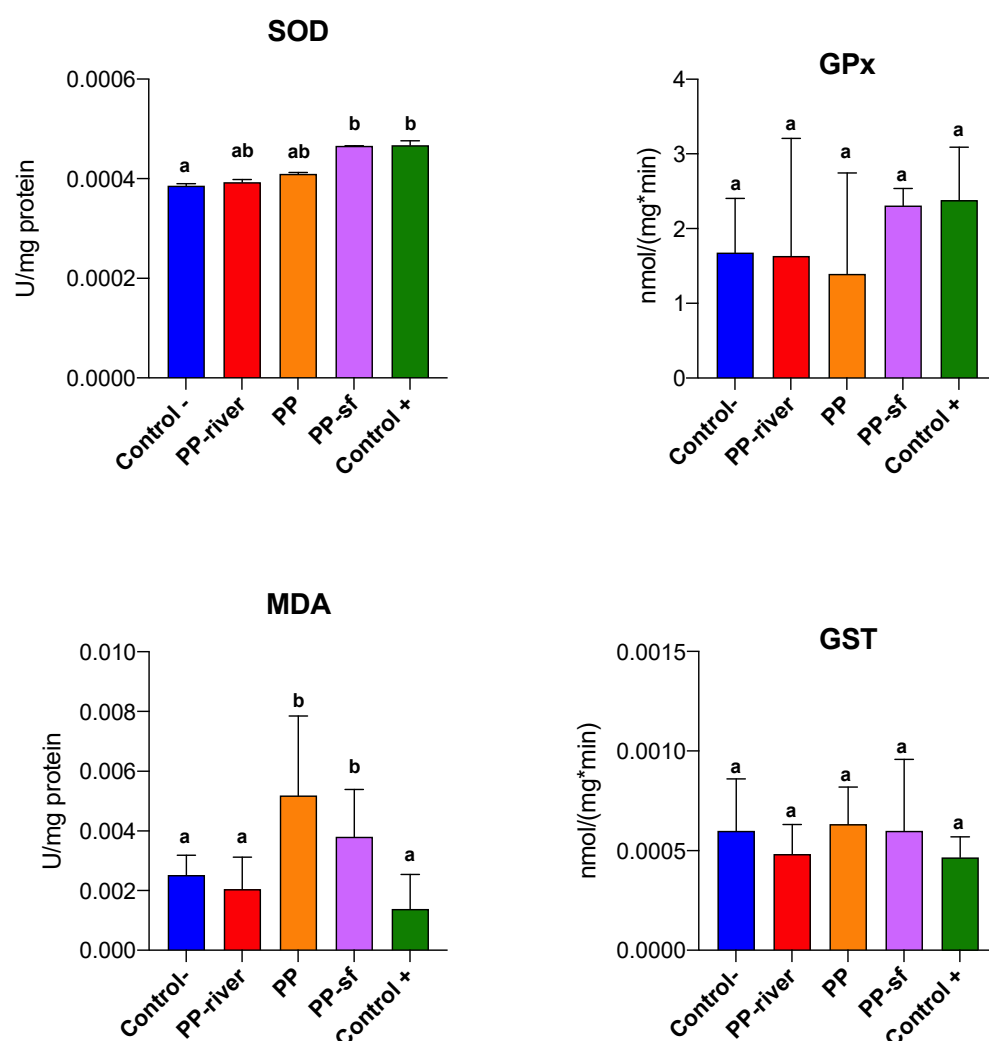 SOD
U/mg protein
0.0006
0.0004
0.0002
0.0000
a
ab
ab
b
b
Control -
PP-river
PP
PP-sf
Control +
GPx
nmol/(mg*min)
4
3
2
1
0
a
a
a
a
a
Control-
PP-river
PP
PP-sf
Control +
MDA
U/mg protein
0.010
0.008
0.006
0.004
0.002
0.000
a
a
b
b
a
Control-
PP-river
PP
PP-sf
Control +
GST
nmol/(mg*min)
0.0015
0.0010
0.0005
0.0000
a
a
a
a
a
Control-
PP-river
PP
PP-sf
Control +